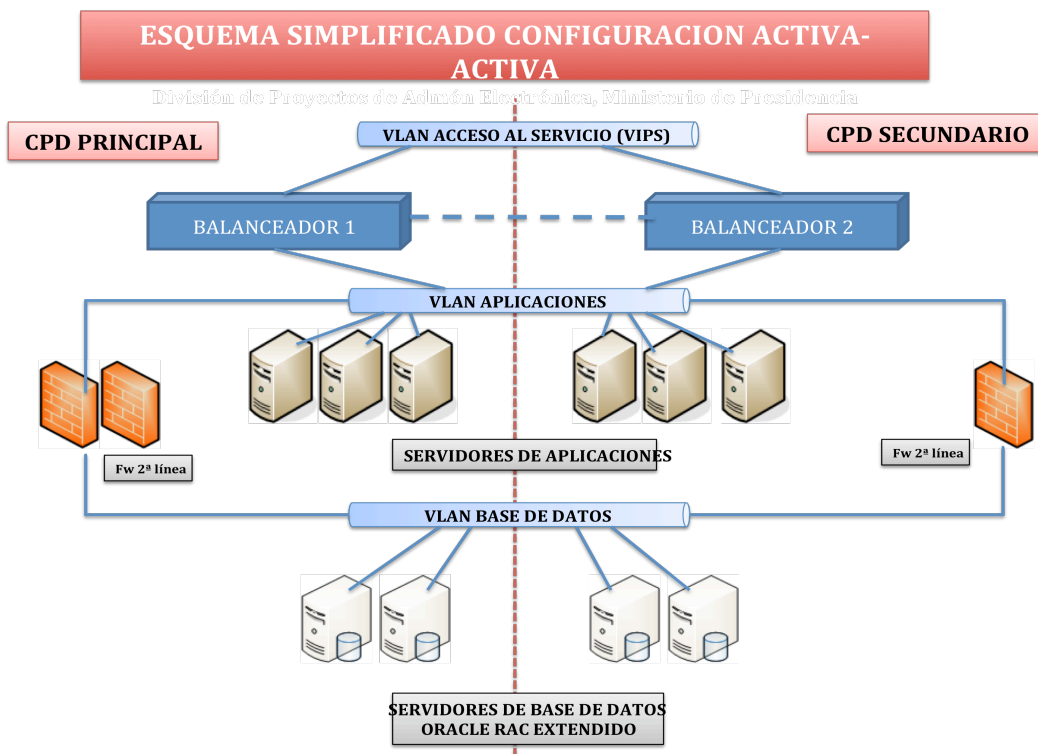 ESQUEMA SIMPLIFICADO CONFIGURACION ACTIVA-
ACTIVA
División de Proyectos de Admón Electrónica, Ministerio de Presidencia
CPD PRINCIPAL
VLAN ACCESO AL SERVICIO (VIPS)
CPD SECUNDARIO
BALANCEADOR 1
BALANCEADOR 2
VLAN APLICACIONES
Fw 2ª línea
SERVIDORES DE APLICACIONES
Fw 2ª línea
VLAN BASE DE DATOS
SERVIDORES DE BASE DE DATOS
ORACLE RAC EXTENDIDO